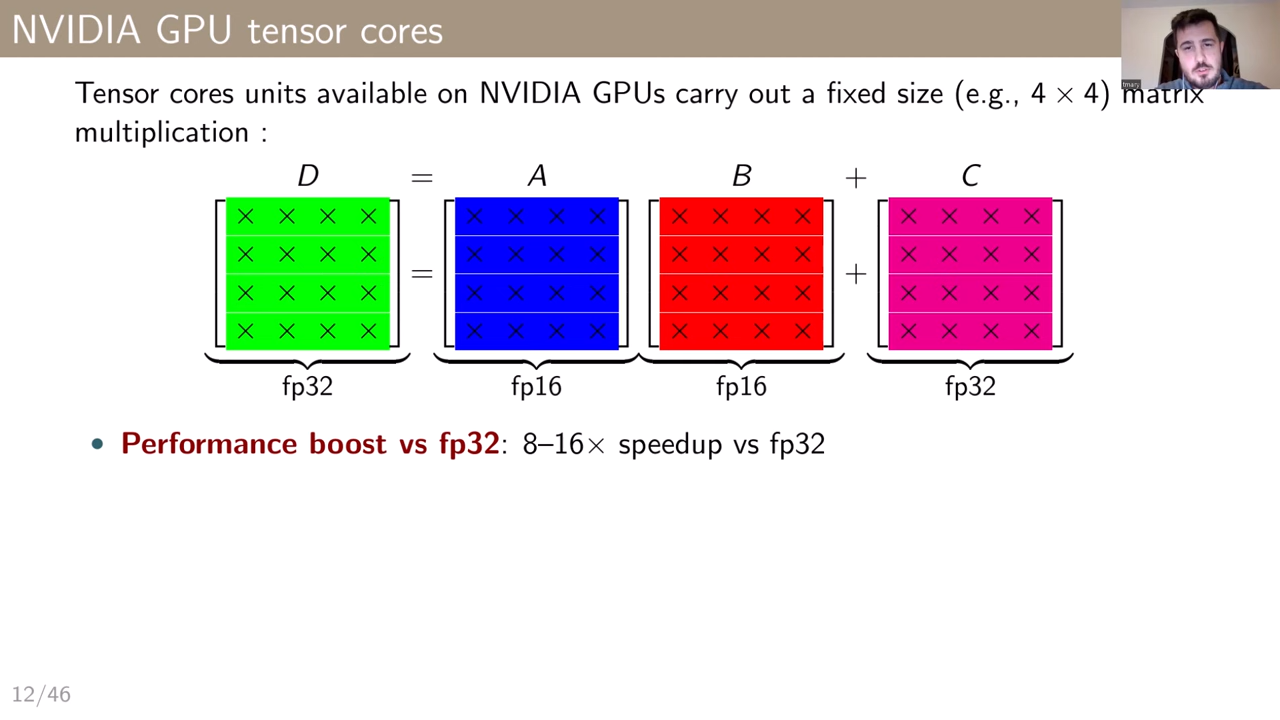 NVIDIA GPU tensor cores
tmary
Tensor cores units available on NVIDIA GPUs carry out a fixed size (e.g., 4 × 4) matrix
multiplication :
D = A B + C
× × × × × × × × × × × × × × × ×
× × × × × × × × × × × × × × × ×
= +
× × × × × × × × × × × × × × × ×
× × × × × × × × × × × × × × × ×
fp32 fp16 fp16 fp32
• Performance boost vs fp32: 8–16× speedup vs fp32
12/46